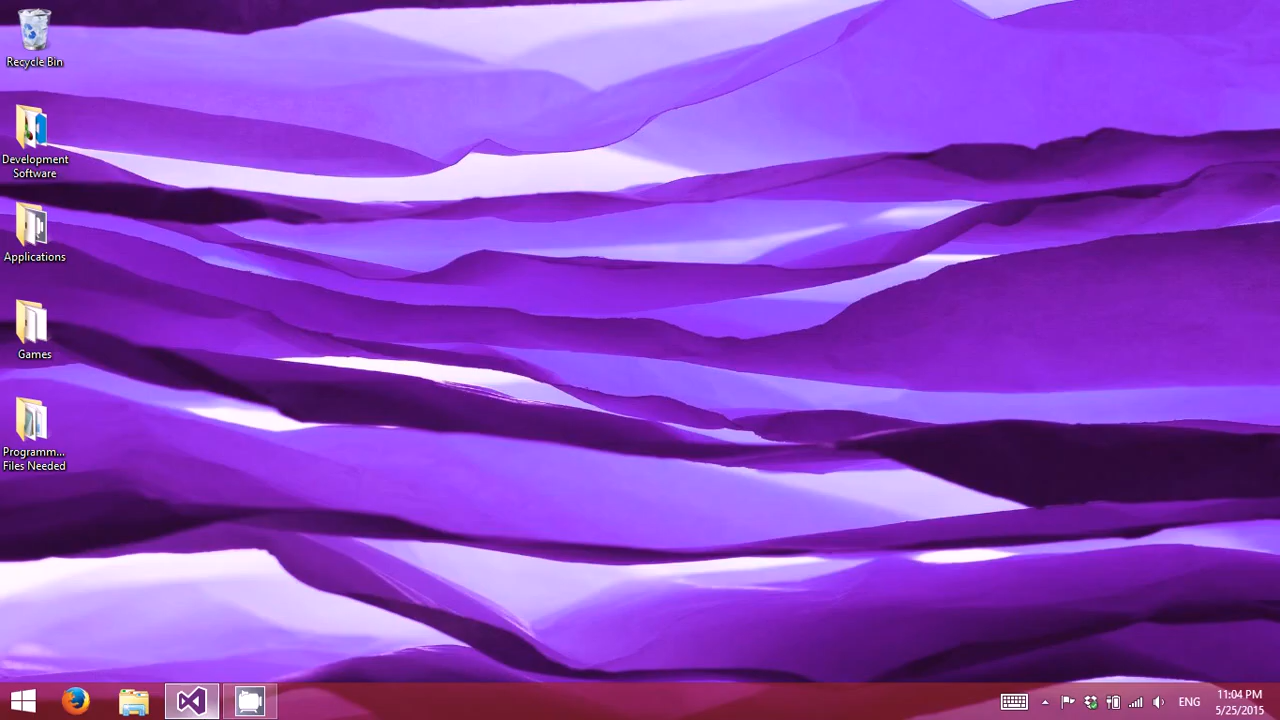 Recycle Bin
Development
Software
Applications
Games
Programm...
Files Needed
ENG
11:04 PM
5/25/2015